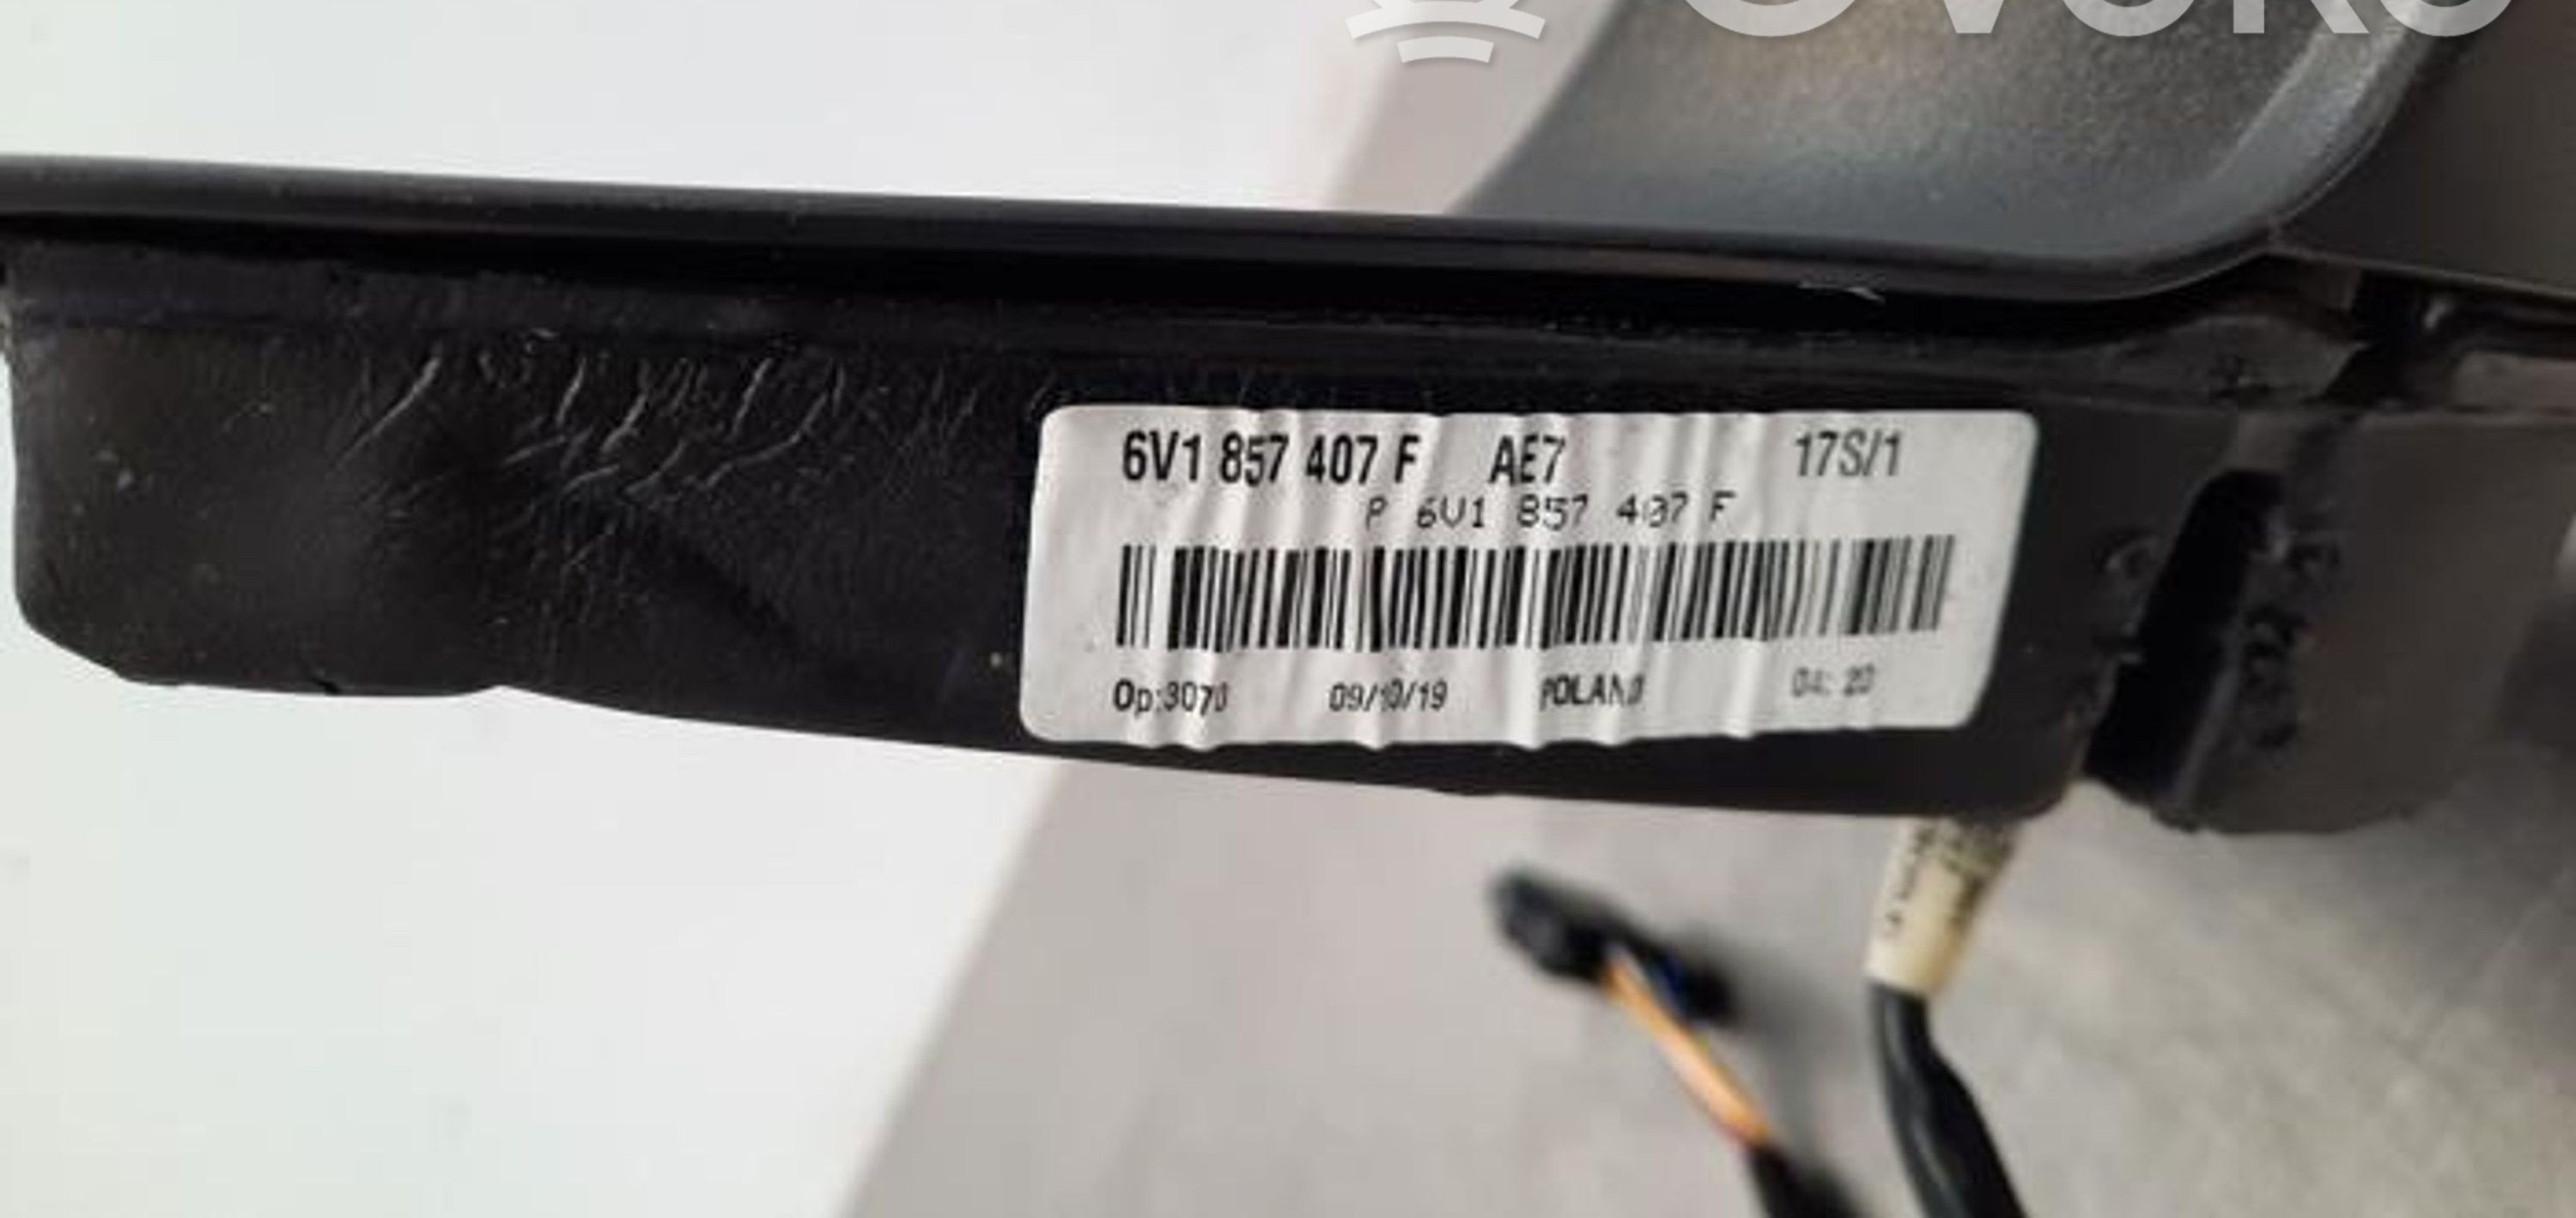 6V1 857 407 F AE7 17S/1
P 6V1 857 407 F
Op:3070 09/10/19 POLAND 04:20